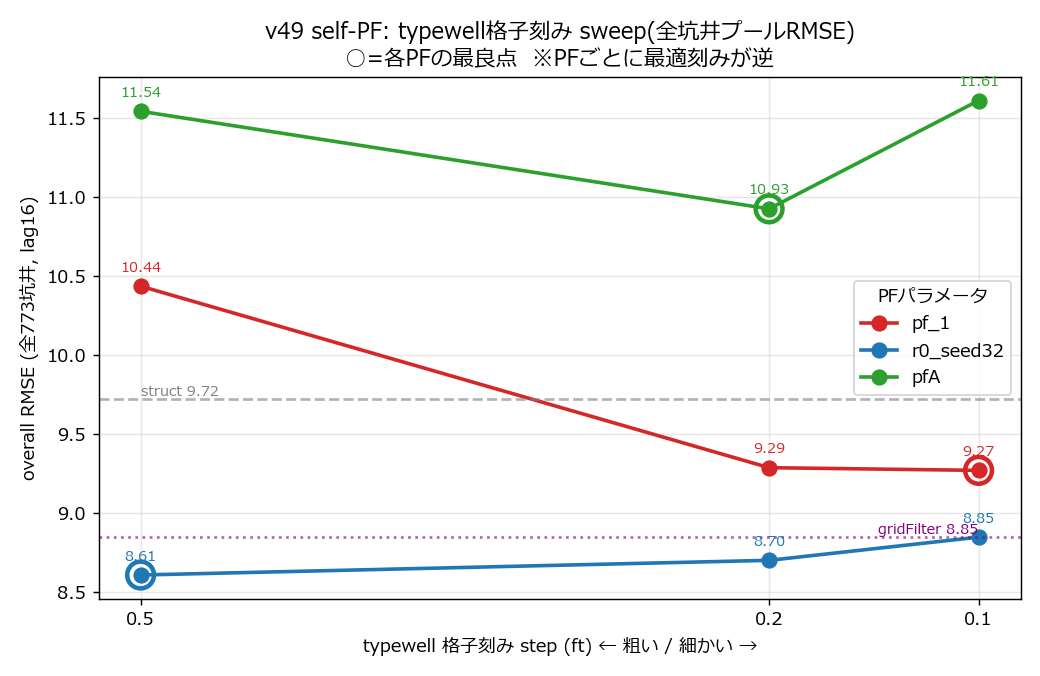 v49 self-PF: typewell格子刻み sweep(全坑井プールRMSE)
○=各PFの最良点 ※PFごとに最適刻みが逆
overall RMSE (全773坑井, lag16)
11.5
11.0
10.5
10.0
9.5
9.0
8.5
11.54
10.93
11.61
10.44
9.29
9.27
8.61
8.70
8.85
struct 9.72
gridFilter 8.85
PFパラメータ
pf_1
r0_seed32
pfA
0.5
0.2
0.1
typewell 格子刻み step (ft) ← 粗い / 細かい →